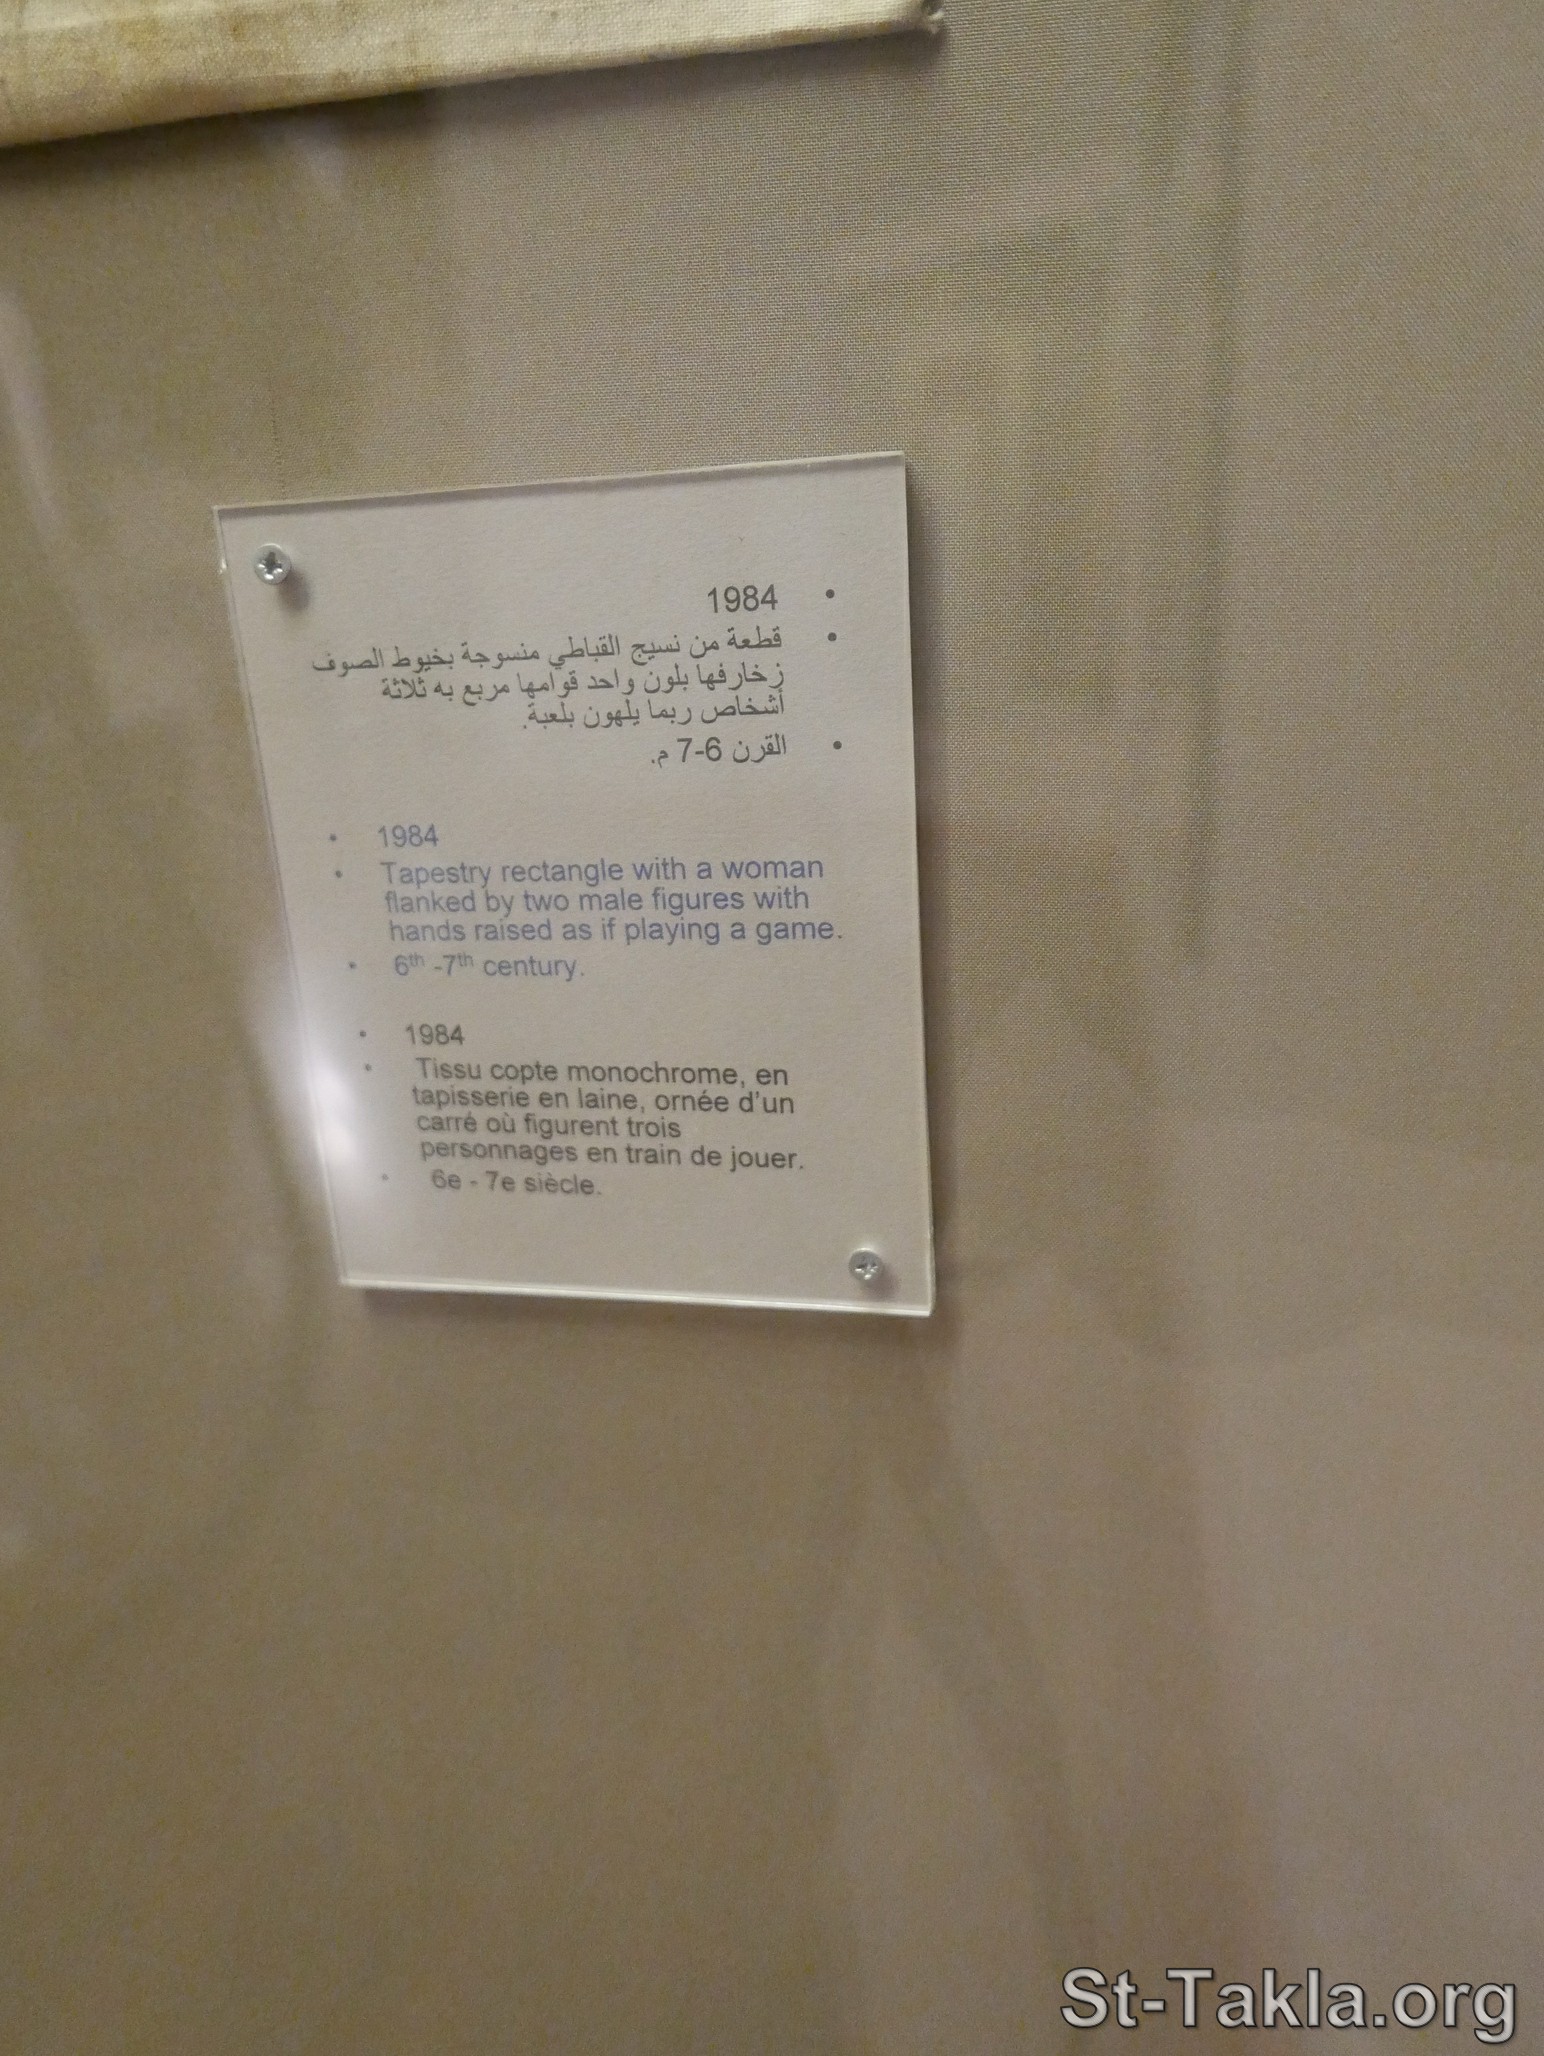 • 1984
• قطعة من نسيج القباطي منسوجة بخيوط الصوف
زخارفها بلون واحد قوامها مربع به ثلاثة
أشخاص ربما يلهون بلعبة.
• القرن 6-7 م.
• 1984
• Tapestry rectangle with a woman
flanked by two male figures with
hands raised as if playing a game.
• 6th -7th century.
• 1984
• Tissu copte monochrome, en
tapisserie en laine, ornée d'un
carré où figurent trois
personnages en train de jouer.
• 6e - 7e siècle.
St-Takla.org